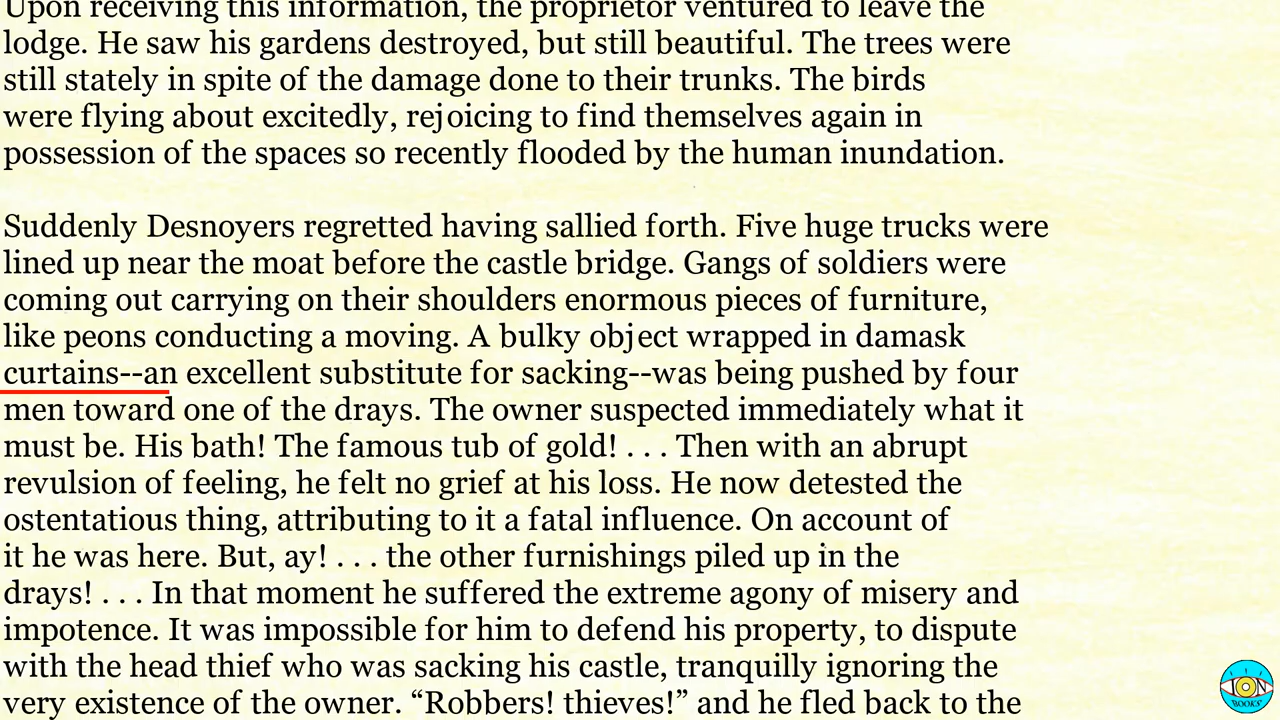 Upon receiving this information, the proprietor ventured to leave the
lodge. He saw his gardens destroyed, but still beautiful. The trees were
still stately in spite of the damage done to their trunks. The birds
were flying about excitedly, rejoicing to find themselves again in
possession of the spaces so recently flooded by the human inundation.
Suddenly Desnoyers regretted having sallied forth. Five huge trucks were
lined up near the moat before the castle bridge. Gangs of soldiers were
coming out carrying on their shoulders enormous pieces of furniture,
like peons conducting a moving. A bulky object wrapped in damask
curtains--an excellent substitute for sacking--was being pushed by four
men toward one of the drays. The owner suspected immediately what it
must be. His bath! The famous tub of gold! . . . Then with an abrupt
revulsion of feeling, he felt no grief at his loss. He now detested the
ostentatious thing, attributing to it a fatal influence. On account of
it he was here. But, ay! . . . the other furnishings piled up in the
drays! . . . In that moment he suffered the extreme agony of misery and
impotence. It was impossible for him to defend his property, to dispute
with the head thief who was sacking his castle, tranquilly ignoring the
very existence of the owner. “Robbers! thieves!” and he fled back to the
ION
BOOKS